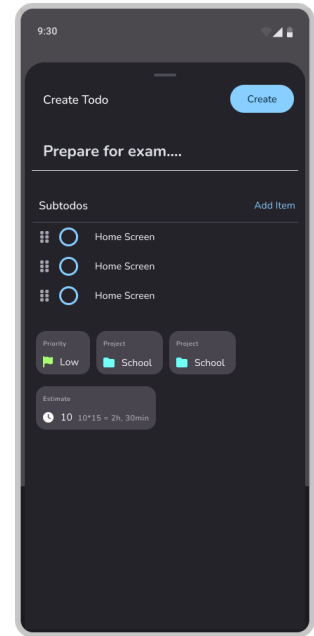 9:30
Create Todo
Create
Prepare for exam....
Subtodos
Add Item
Home Screen
Home Screen
Home Screen
Priority
Low
Project
School
Project
School
Estimate
10 10*15 = 2h, 30min